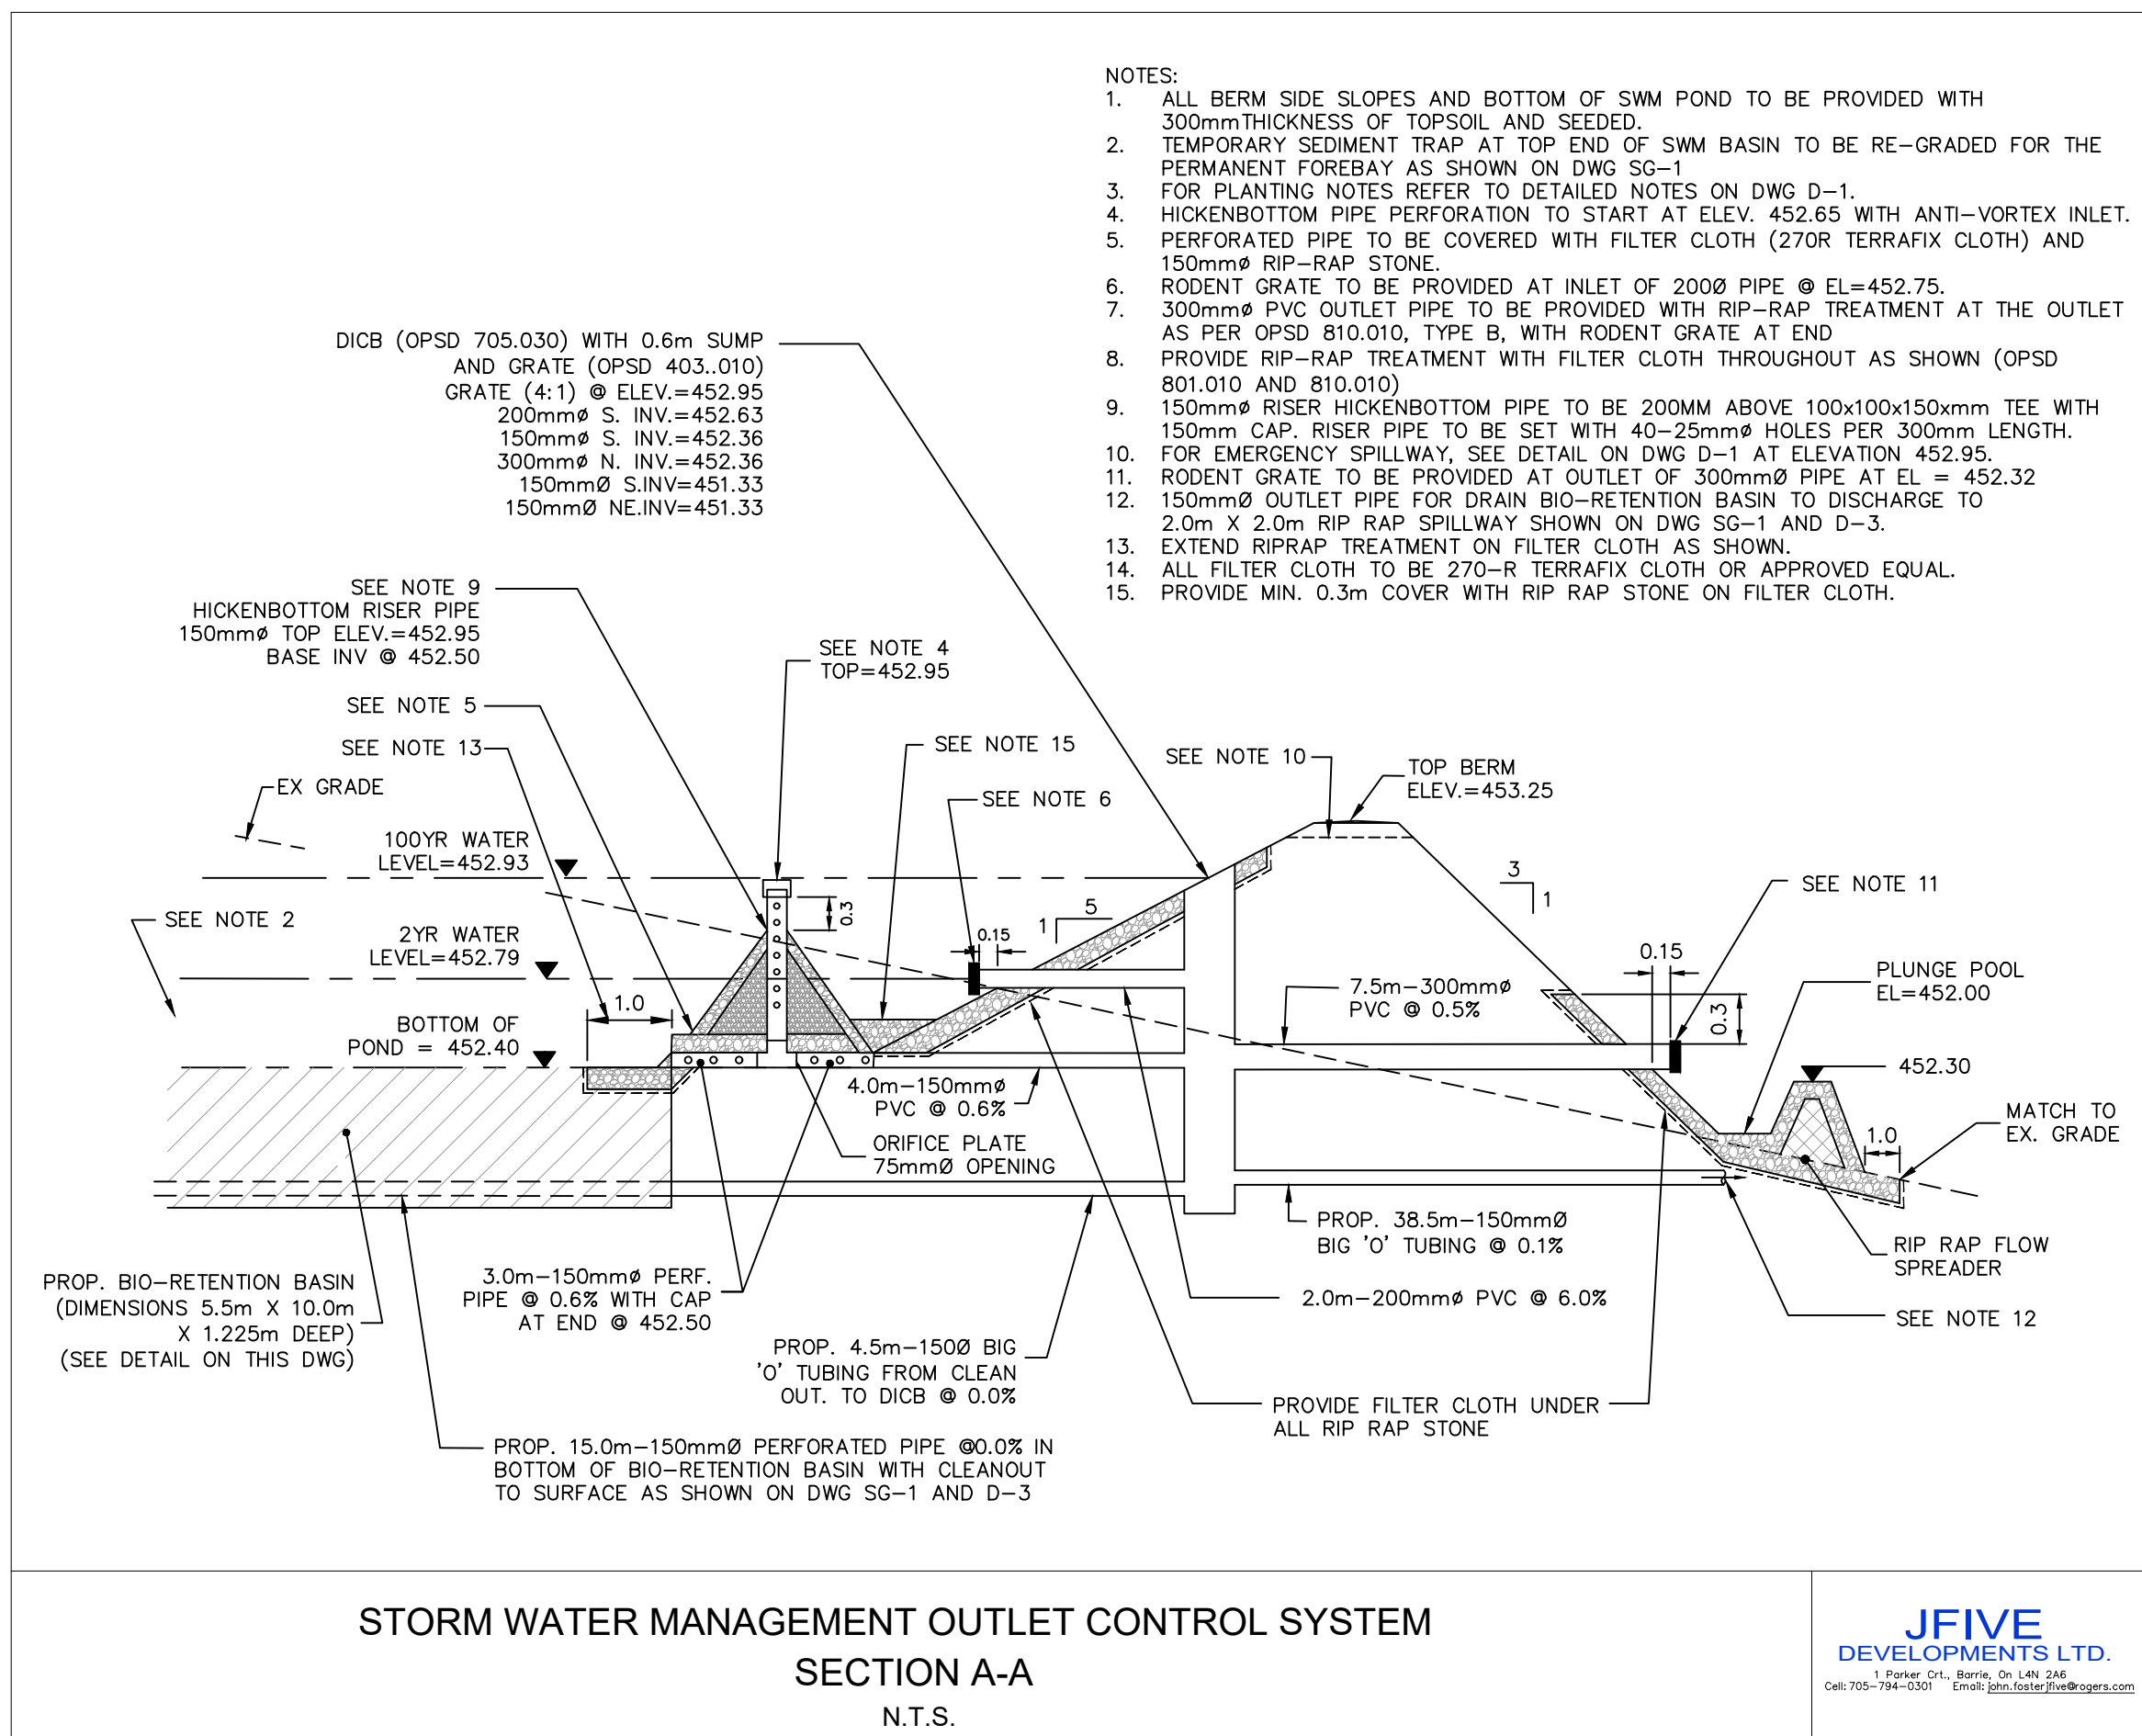 NOTES:
1. ALL BERM SIDE SLOPES AND BOTTOM OF SWM POND TO BE PROVIDED WITH
300mmTHICKNESS OF TOPSOIL AND SEEDED.
2. TEMPORARY SEDIMENT TRAP AT TOP END OF SWM BASIN TO BE RE-GRADED FOR THE
PERMANENT FOREBAY AS SHOWN ON DWG SG-1
3. FOR PLANTING NOTES REFER TO DETAILED NOTES ON DWG D-1.
4. HICKENBOTTOM PIPE PERFORATION TO START AT ELEV. 452.65 WITH ANTI-VORTEX INLET.
5. PERFORATED PIPE TO BE COVERED WITH FILTER CLOTH (270R TERRAFIX CLOTH) AND
150mmø RIP-RAP STONE.
6. RODENT GRATE TO BE PROVIDED AT INLET OF 200Ø PIPE @ EL=452.75.
7. 300mmø PVC OUTLET PIPE TO BE PROVIDED WITH RIP-RAP TREATMENT AT THE OUTLET
AS PER OPSD 810.010, TYPE B, WITH RODENT GRATE AT END
8. PROVIDE RIP-RAP TREATMENT WITH FILTER CLOTH THROUGHOUT AS SHOWN (OPSD
801.010 AND 810.010)
9. 150mmø RISER HICKENBOTTOM PIPE TO BE 200MM ABOVE 100x100x150xmm TEE WITH
150mm CAP. RISER PIPE TO BE SET WITH 40-25mmø HOLES PER 300mm LENGTH.
10. FOR EMERGENCY SPILLWAY, SEE DETAIL ON DWG D-1 AT ELEVATION 452.95.
11. RODENT GRATE TO BE PROVIDED AT OUTLET OF 300mmØ PIPE AT EL = 452.32
12. 150mmØ OUTLET PIPE FOR DRAIN BIO-RETENTION BASIN TO DISCHARGE TO
2.0m X 2.0m RIP RAP SPILLWAY SHOWN ON DWG SG-1 AND D-3.
13. EXTEND RIPRAP TREATMENT ON FILTER CLOTH AS SHOWN.
14. ALL FILTER CLOTH TO BE 270-R TERRAFIX CLOTH OR APPROVED EQUAL.
15. PROVIDE MIN. 0.3m COVER WITH RIP RAP STONE ON FILTER CLOTH.
DICB (OPSD 705.030) WITH 0.6m SUMP
AND GRATE (OPSD 403..010)
GRATE (4:1) @ ELEV.=452.95
200mmø S. INV.=452.63
150mmø S. INV.=452.36
300mmø N. INV.=452.36
150mmØ S.INV=451.33
150mmØ NE.INV=451.33
SEE NOTE 9
HICKENBOTTOM RISER PIPE
150mmø TOP ELEV.=452.95
BASE INV @ 452.50
SEE NOTE 4
TOP=452.95
SEE NOTE 5
SEE NOTE 13
SEE NOTE 15
SEE NOTE 10
TOP BERM
ELEV.=453.25
EX GRADE
SEE NOTE 6
100YR WATER
LEVEL=452.93
3
1
SEE NOTE 11
SEE NOTE 2
0.3
5
1
2YR WATER
LEVEL=452.79
0.15
0.15
PLUNGE POOL
EL=452.00
7.5m-300mmø
PVC @ 0.5%
1.0
0.3
BOTTOM OF
POND = 452.40
452.30
4.0m-150mmø
PVC @ 0.6%
MATCH TO
EX. GRADE
1.0
ORIFICE PLATE
75mmØ OPENING
PROP. 38.5m-150mmØ
BIG 'O' TUBING @ 0.1%
RIP RAP FLOW
SPREADER
PROP. BIO-RETENTION BASIN
(DIMENSIONS 5.5m X 10.0m
X 1.225m DEEP)
(SEE DETAIL ON THIS DWG)
3.0m-150mmø PERF.
PIPE @ 0.6% WITH CAP
AT END @ 452.50
2.0m-200mmø PVC @ 6.0%
SEE NOTE 12
PROP. 4.5m-150Ø BIG
'O' TUBING FROM CLEAN
OUT. TO DICB @ 0.0%
PROVIDE FILTER CLOTH UNDER
ALL RIP RAP STONE
PROP. 15.0m-150mmØ PERFORATED PIPE @0.0% IN
BOTTOM OF BIO-RETENTION BASIN WITH CLEANOUT
TO SURFACE AS SHOWN ON DWG SG-1 AND D-3
STORM WATER MANAGEMENT OUTLET CONTROL SYSTEM
SECTION A-A
N.T.S.
JFIVE
DEVELOPMENTS LTD.
1 Parker Crt., Barrie, On L4N 2A6
Cell: 705-794-0301 Email: john.fosterjfive@rogers.com